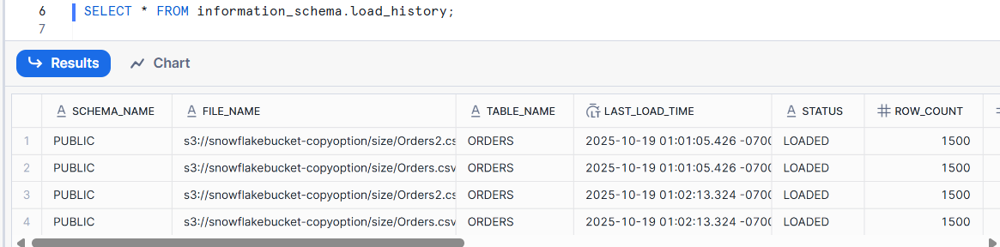 6 SELECT * FROM information_schema.load_history;
7
Results Chart
A SCHEMA_NAME A FILE_NAME A TABLE_NAME LT LAST_LOAD_TIME A STATUS # ROW_COUNT
1 PUBLIC s3://snowflakebucket-copyoption/size/Orders2.cs ORDERS 2025-10-19 01:01:05.426 -0700 LOADED 1500
2 PUBLIC s3://snowflakebucket-copyoption/size/Orders.csv ORDERS 2025-10-19 01:01:05.426 -0700 LOADED 1500
3 PUBLIC s3://snowflakebucket-copyoption/size/Orders2.cs ORDERS 2025-10-19 01:02:13.324 -0700 LOADED 1500
4 PUBLIC s3://snowflakebucket-copyoption/size/Orders.csv ORDERS 2025-10-19 01:02:13.324 -0700 LOADED 1500